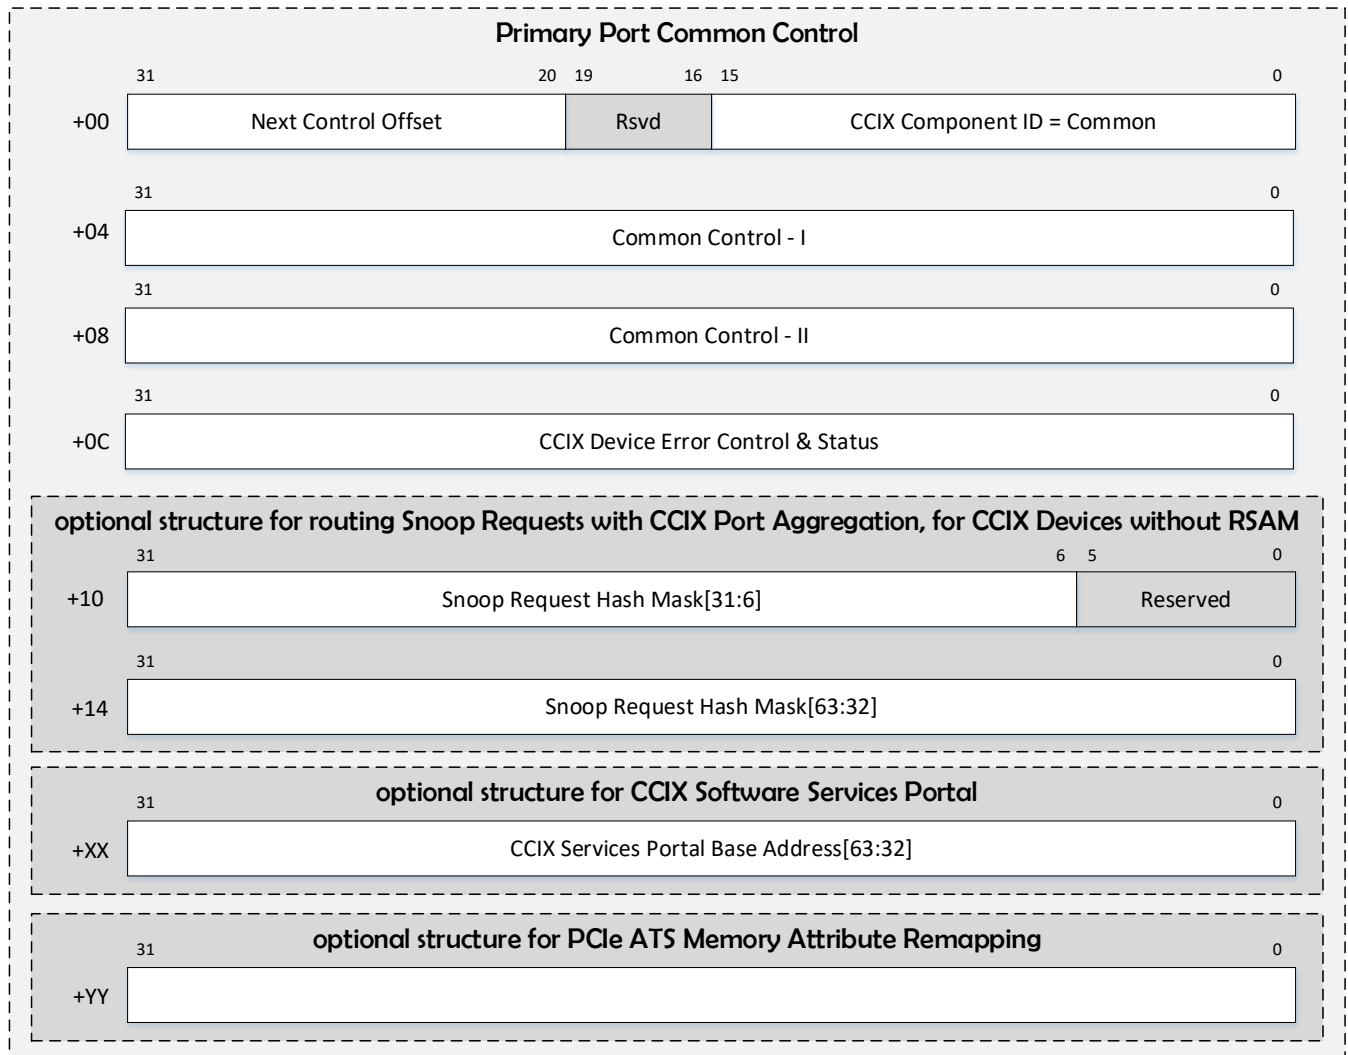 Primary Port Common Control
31 20 19 16 15 0
+00 Next Control Offset Rsvd CCIX Component ID = Common
31 0
+04 Common Control - I
31 0
+08 Common Control - II
31 0
+0C CCIX Device Error Control & Status
optional structure for routing Snoop Requests with CCIX Port Aggregation, for CCIX Devices without RSAM
31 6 5 0
+10 Snoop Request Hash Mask[31:6] Reserved
31 0
+14 Snoop Request Hash Mask[63:32]
optional structure for CCIX Software Services Portal
31 0
+XX CCIX Services Portal Base Address[63:32]
optional structure for PCIe ATS Memory Attribute Remapping
31 0
+YY